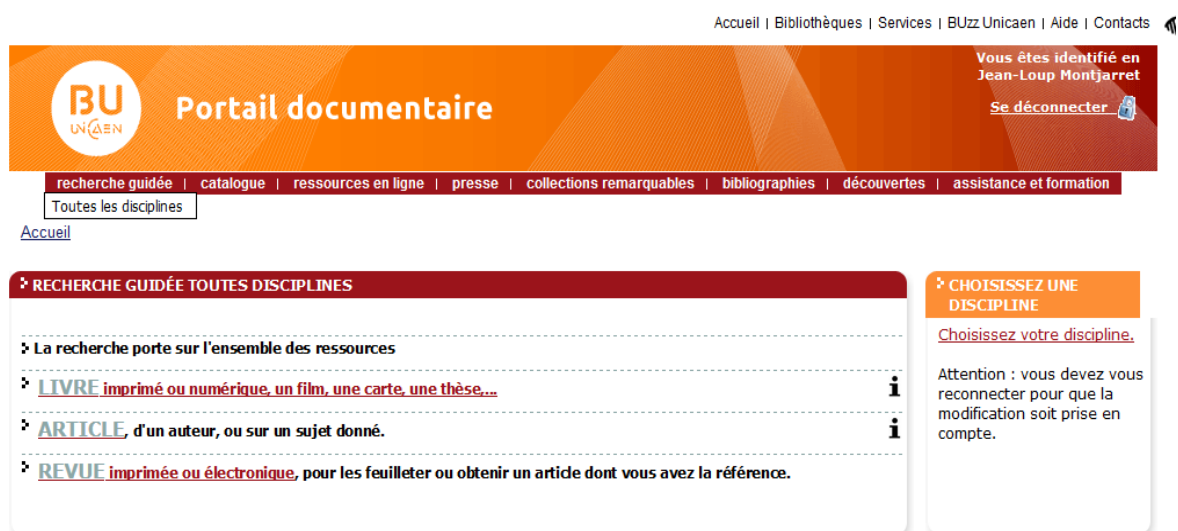 Accueil | Bibliothèques | Services | BUzz Unicaen | Aide | Contacts
Vous êtes identifié en
Jean-Loup Montjarret
Se déconnecter
BU
UNICAEN
Portail documentaire
recherche guidée | catalogue | ressources en ligne | presse | collections remarquables | bibliographies | découvertes | assistance et formation
Toutes les disciplines
Accueil
RECHERCHE GUIDÉE TOUTES DISCIPLINES
La recherche porte sur l'ensemble des ressources
LIVRE imprimé ou numérique, un film, une carte, une thèse,...
ARTICLE, d'un auteur, ou sur un sujet donné.
REVUE imprimée ou électronique, pour les feuilleter ou obtenir un article dont vous avez la référence.
CHOISISSEZ UNE
DISCIPLINE
Choisissez votre discipline.
Attention : vous devez vous
reconnecter pour que la
modification soit prise en
compte.